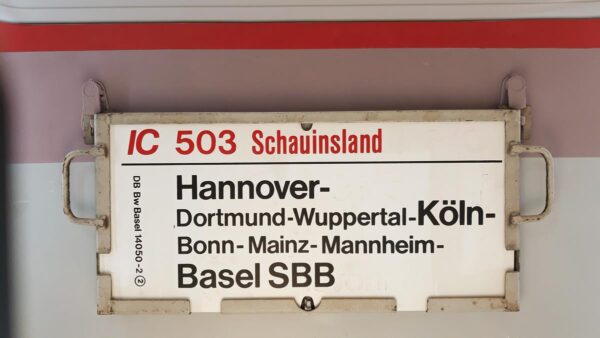 IC 503 Schauinsland
Hannover-
Dortmund-Wuppertal-Köln-
Bonn-Mainz-Mannheim-
Basel SBB
DB Bw Basel 14050-2 ②